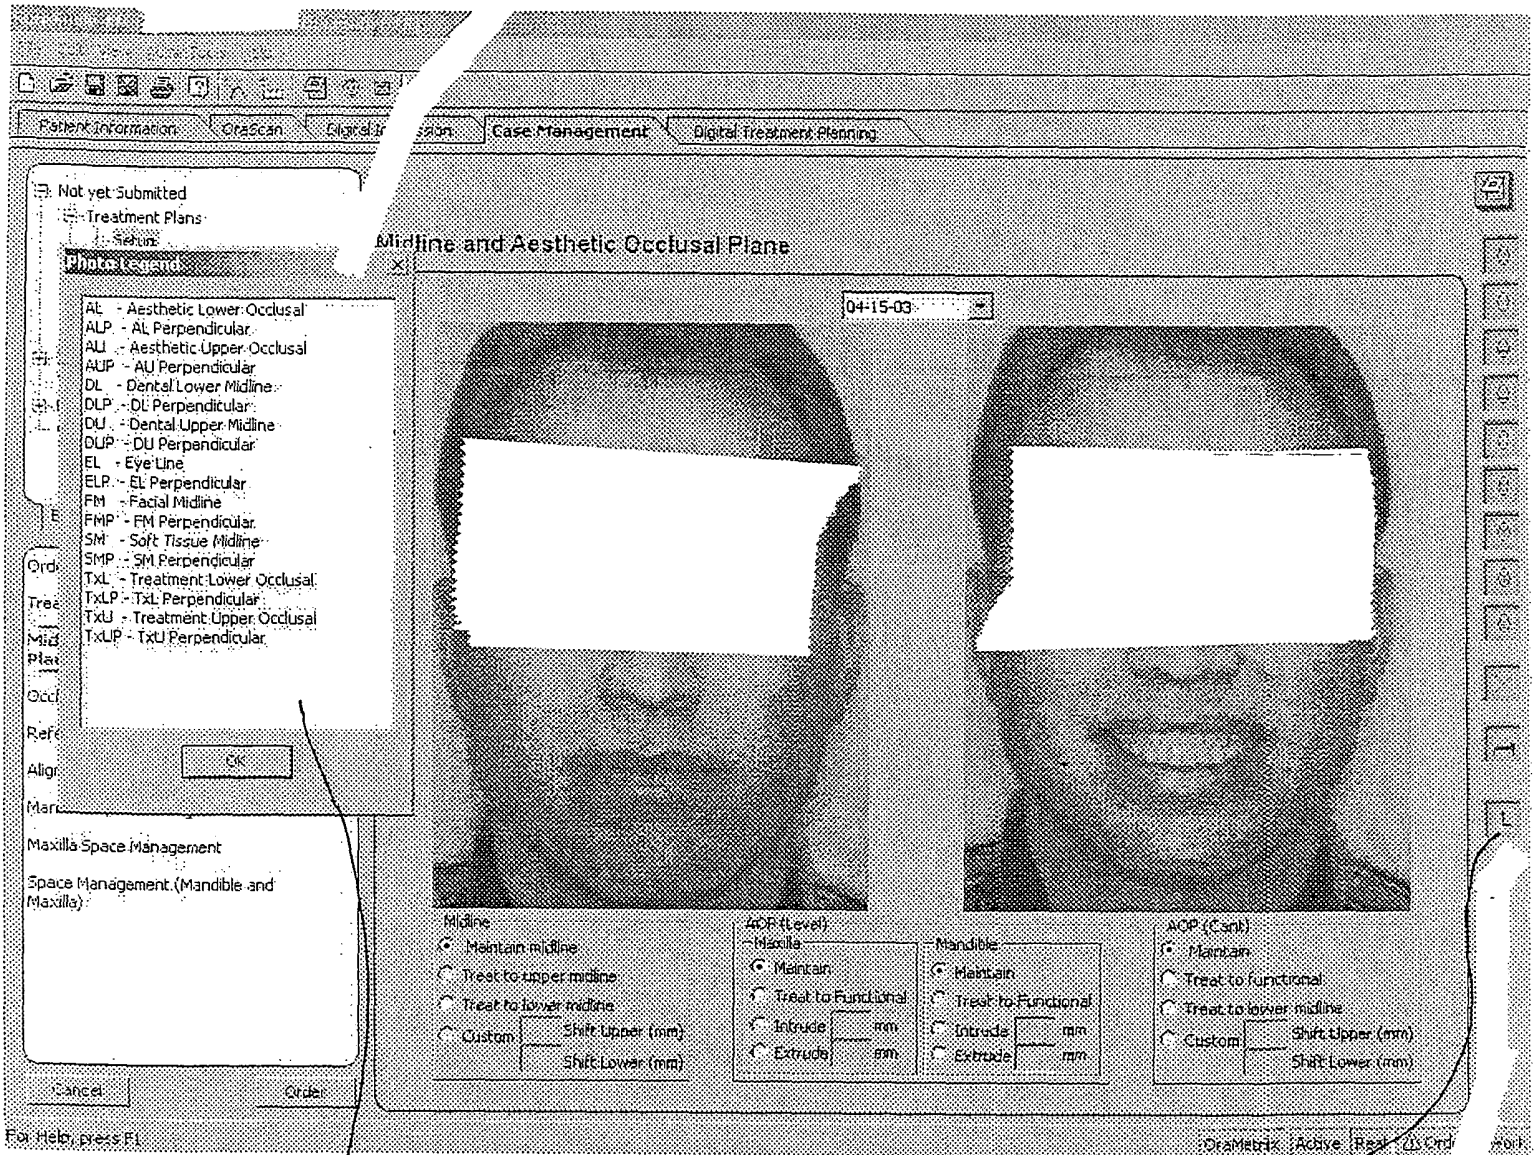 Patient Information
OraScan
Case Management
Digital Treatment Planning
Not yet Submitted
Treatment Plans
Setup
Midline and Aesthetic Occlusal Plane
Photo Legend
04-15-03
AL - Aesthetic Lower Occlusal
ALP - AL Perpendicular
AU - Aesthetic Upper Occlusal
AUP - AU Perpendicular
DL - Dental Lower Midline
DLP - DL Perpendicular
DU - Dental Upper Midline
DUP - DU Perpendicular
EL - Eye Line
ELP - EL Perpendicular
FM - Facial Midline
FMP - FM Perpendicular
SM - Soft Tissue Midline
SMP - SM Perpendicular
TxL - Treatment Lower Occlusal
TxLP - TxL Perpendicular
TxU - Treatment Upper Occlusal
TxUP - TxU Perpendicular
OK
Maxilla Space Management
Space Management (Mandible and
Maxilla)
Midline
Maintain midline
Treat to upper midline
Treat to lower midline
Custom
Shift Upper (mm)
Shift Lower (mm)
AOP (Level)
Maxilla
Maintain
Treat to Functional
Intrude mm
Extrude mm
Mandible
Maintain
Treat to Functional
Intrude mm
Extrude mm
AOP (Cant)
Maintain
Treat to functional
Treat to lower midline
Custom
Shift Upper (mm)
Shift Lower (mm)
Cancel
Order
For Help, press F1
OraMetrix
Active
Real